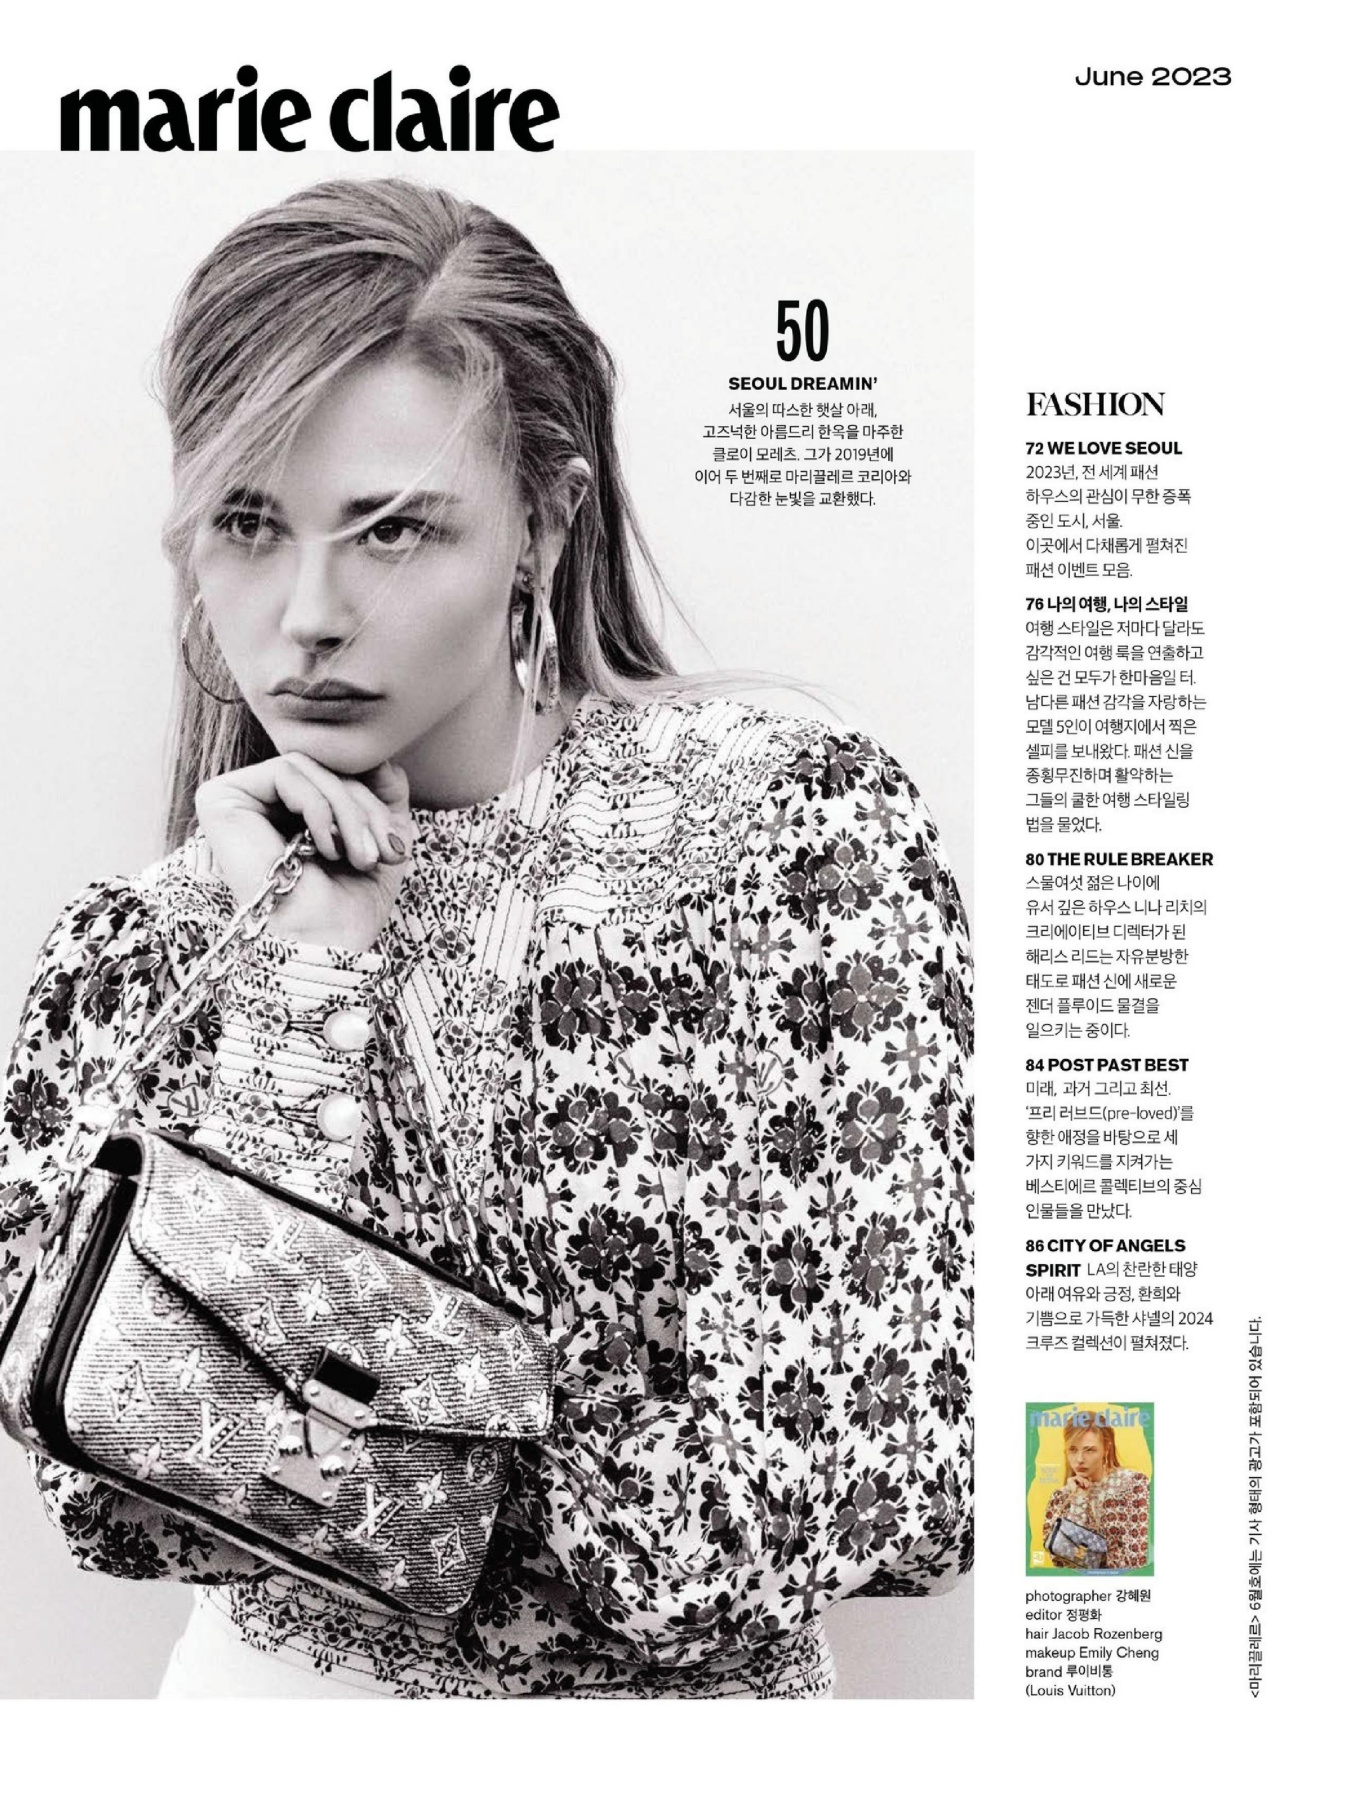 marie claire
June 2023
50
SEOUL DREAMIN’
서울의 따스한 햇살 아래,
고즈넉한 아름드리 한옥을 마주한
클로이 모레츠. 그가 2019년에
이어 두 번째로 마리끌레르 코리아와
다감한 눈빛을 교환했다.
FASHION
72 WE LOVE SEOUL
2023년, 전 세계 패션
하우스의 관심이 무한 증폭
중인 도시, 서울.
이곳에서 다채롭게 펼쳐진
패션 이벤트 모음.
76 나의 여행, 나의 스타일
여행 스타일은 저마다 달라도
감각적인 여행 룩을 연출하고
싶은 건 모두가 한마음일 터.
남다른 패션 감각을 자랑하는
모델 5인이 여행지에서 찍은
셀피를 보내왔다. 패션 신을
종횡무진하며 활약하는
그들의 쿨한 여행 스타일링
법을 물었다.
80 THE RULE BREAKER
스물여섯 젊은 나이에
유서 깊은 하우스 니나 리치의
크리에이티브 디렉터가 된
해리스 리드는 자유분방한
태도로 패션 신에 새로운
젠더 플루이드 물결을
일으키는 중이다.
84 POST PAST BEST
미래, 과거 그리고 최선.
‘프리 러브드(pre-loved)’를
향한 애정을 바탕으로 세
가지 키워드를 지켜가는
베스티에르 콜렉티브의 중심
인물들을 만났다.
86 CITY OF ANGELS
SPIRIT LA의 찬란한 태양
아래 여유와 긍정, 환희와
기쁨으로 가득한 샤넬의 2024
크루즈 컬렉션이 펼쳐졌다.
marie claire
photographer 강혜원
editor 정평화
hair Jacob Rozenberg
makeup Emily Cheng
brand 루이비통
(Louis Vuitton)
<마리끌레르> 6월호에는 기사 형태의 광고가 포함되어 있습니다.